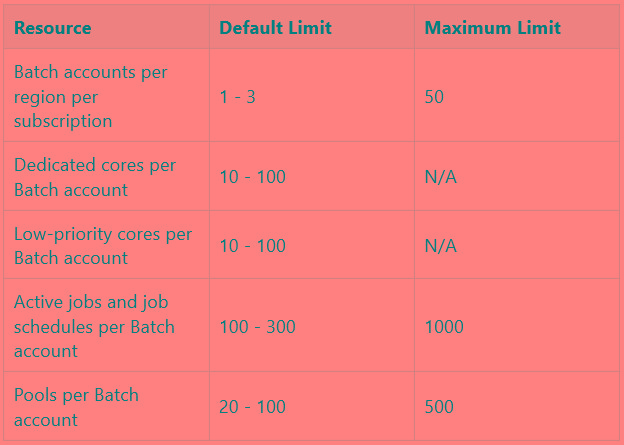 Resource Default Limit Maximum Limit
Batch accounts per
region per
subscription
1 - 3
50
Dedicated cores per
Batch account
10 - 100
N/A
Low-priority cores per
Batch account
10 - 100
N/A
Active jobs and job
schedules per Batch
account
100 - 300
1000
Pools per Batch
account
20 - 100
500